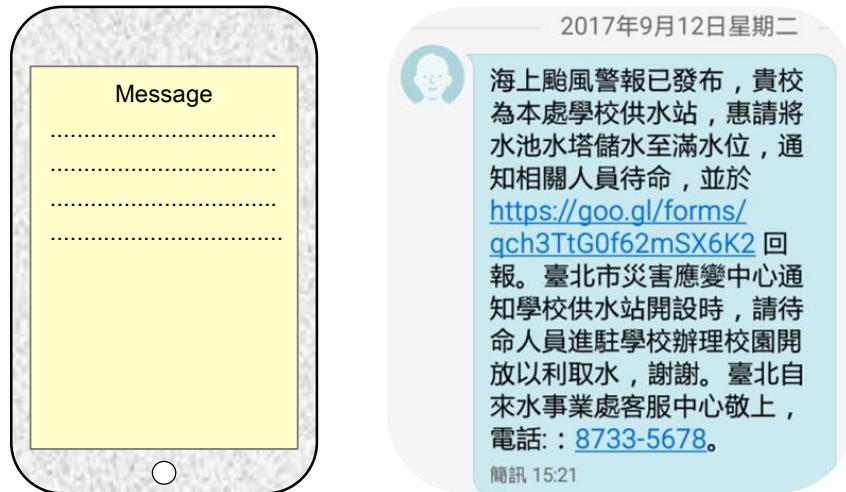 Message
.................................
.................................
.................................
..................................
2017年9月12日星期二
海上颱風警報已發布，貴校
為本處學校供水站，惠請將
水池水塔儲水至滿水位，通
知相關人員待命，並於
https://goo.gl/forms/
qch3TtG0f62mSX6K2 回
報。臺北市災害應變中心通
知學校供水站開設時，請待
命人員進駐學校辦理校園開
放以利取水，謝謝。臺北自
來水事業處客服中心敬上，
電話:：8733-5678。
簡訊 15:21